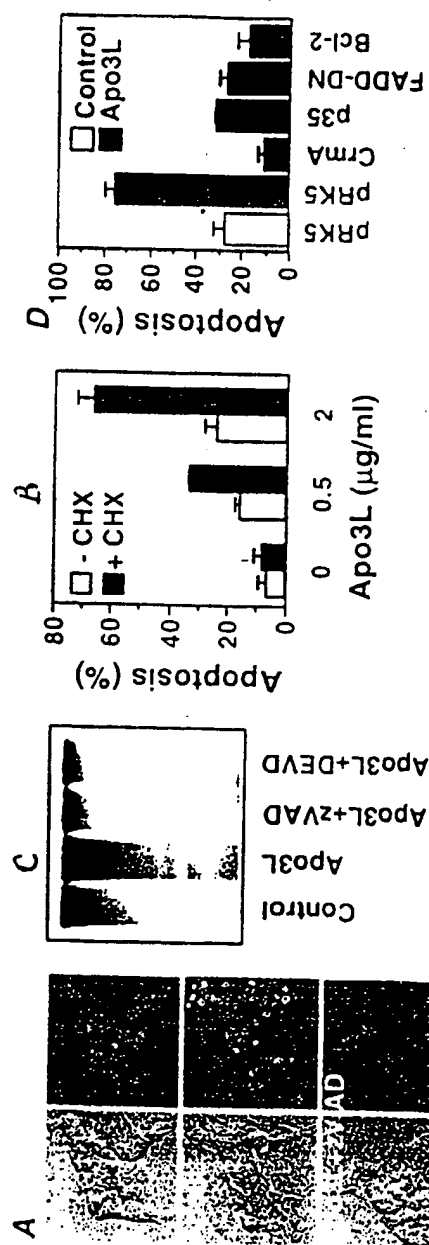 A
AD
C
Control
Apo3L
Apo3L+zVAD
Apo3L+DEVD
B
Apoptosis (%)
80
60
40
20
0
- CHX
+ CHX
0
0.5
2
Apo3L (μg/ml)
D
Apoptosis (%)
100
80
60
40
20
0
Control
Apo3L
pRK5
pRK5
CrmA
p35
FADD-DN
Bcl-2